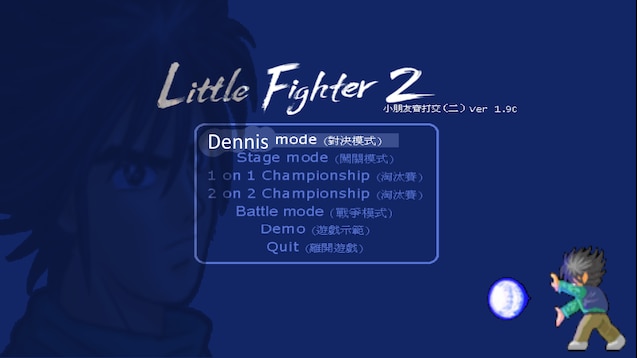 Little Fighter 2
小朋友齊打交(二) ver 1.9c
Dennis mode (對決模式)
Stage mode (闖關模式)
1 on 1 Championship (淘汰賽)
2 on 2 Championship (淘汰賽)
Battle mode (戰爭模式)
Demo (遊戲示範)
Quit (離開遊戲)